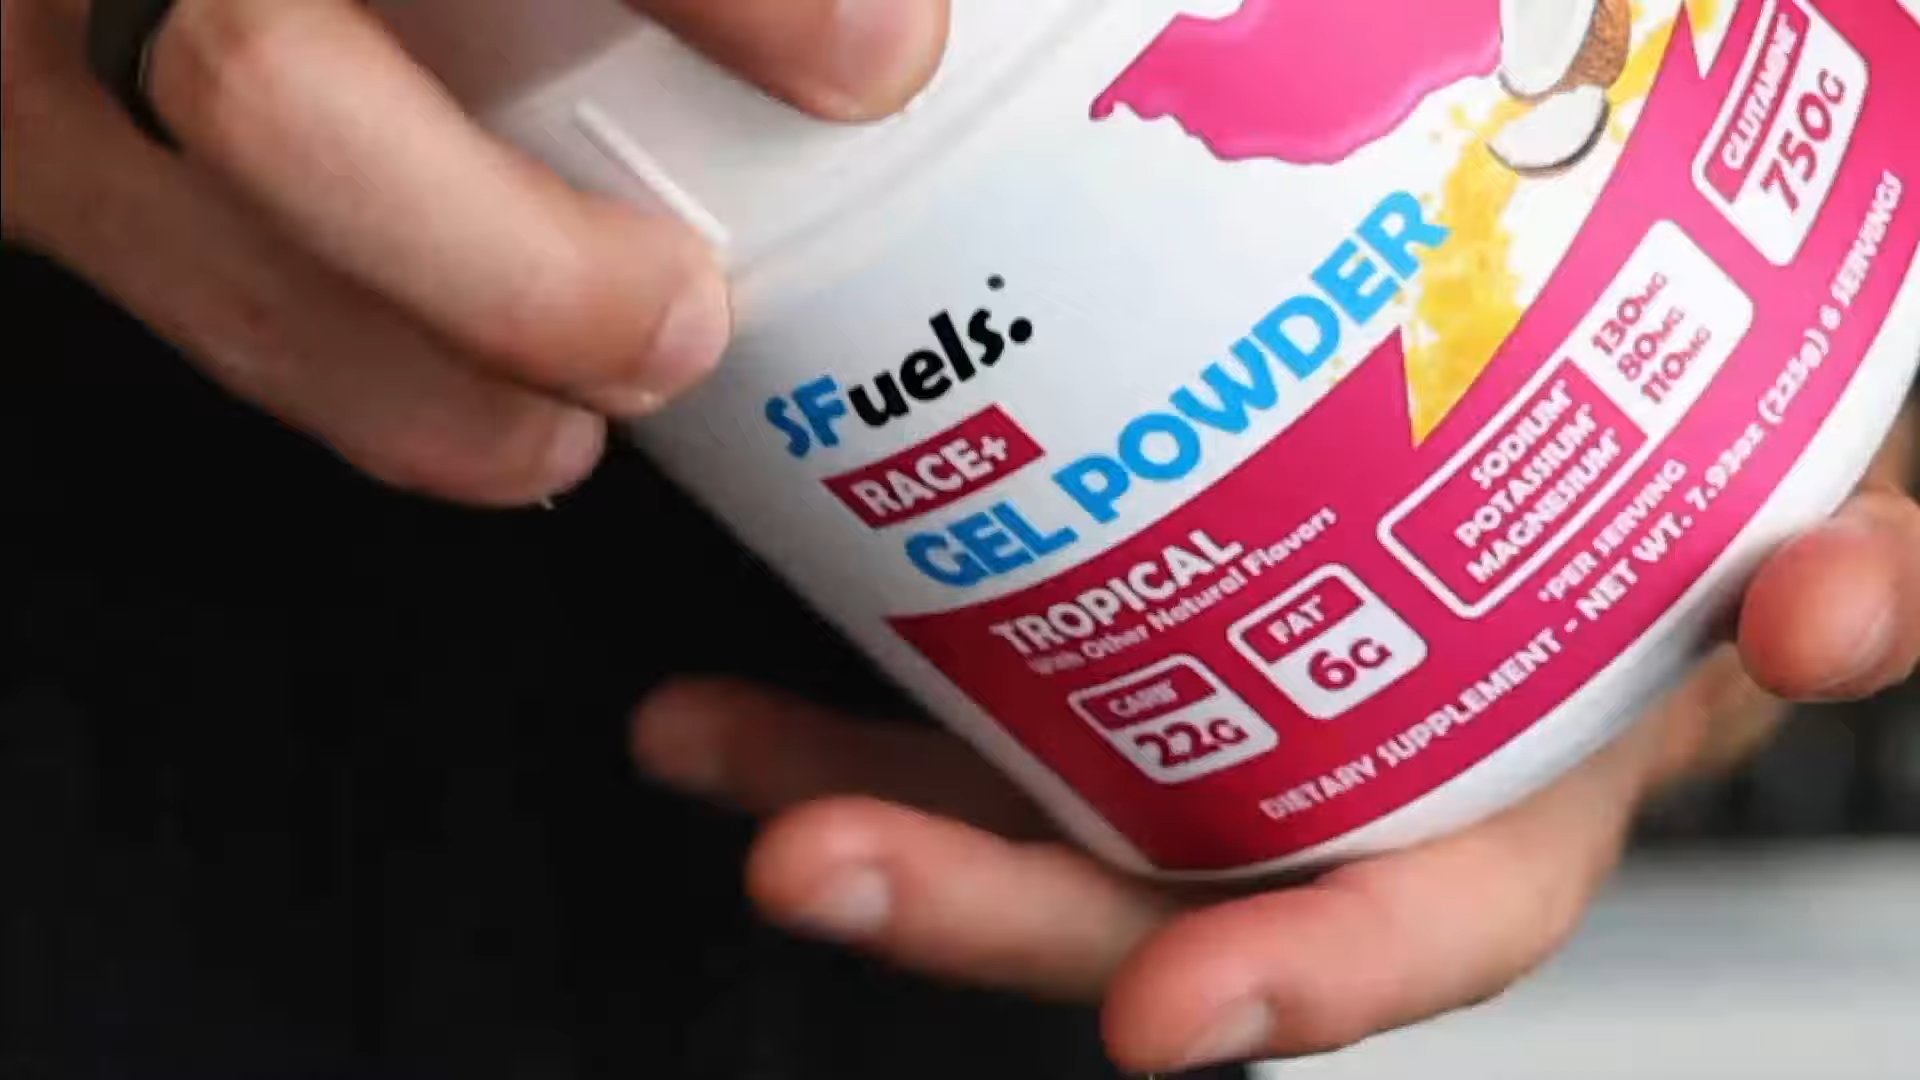 SFuels.
RACE+
GEL POWDER
TROPICAL
With Other Natural Flavors
CARB*
22G
FAT*
6G
SODIUM* 130MG
POTASSIUM* 80MG
MAGNESIUM* 110MG
GLUTAMINE*
750G
*PER SERVING
DIETARY SUPPLEMENT - NET WT. 7.93oz (225g) 6 SERVINGS